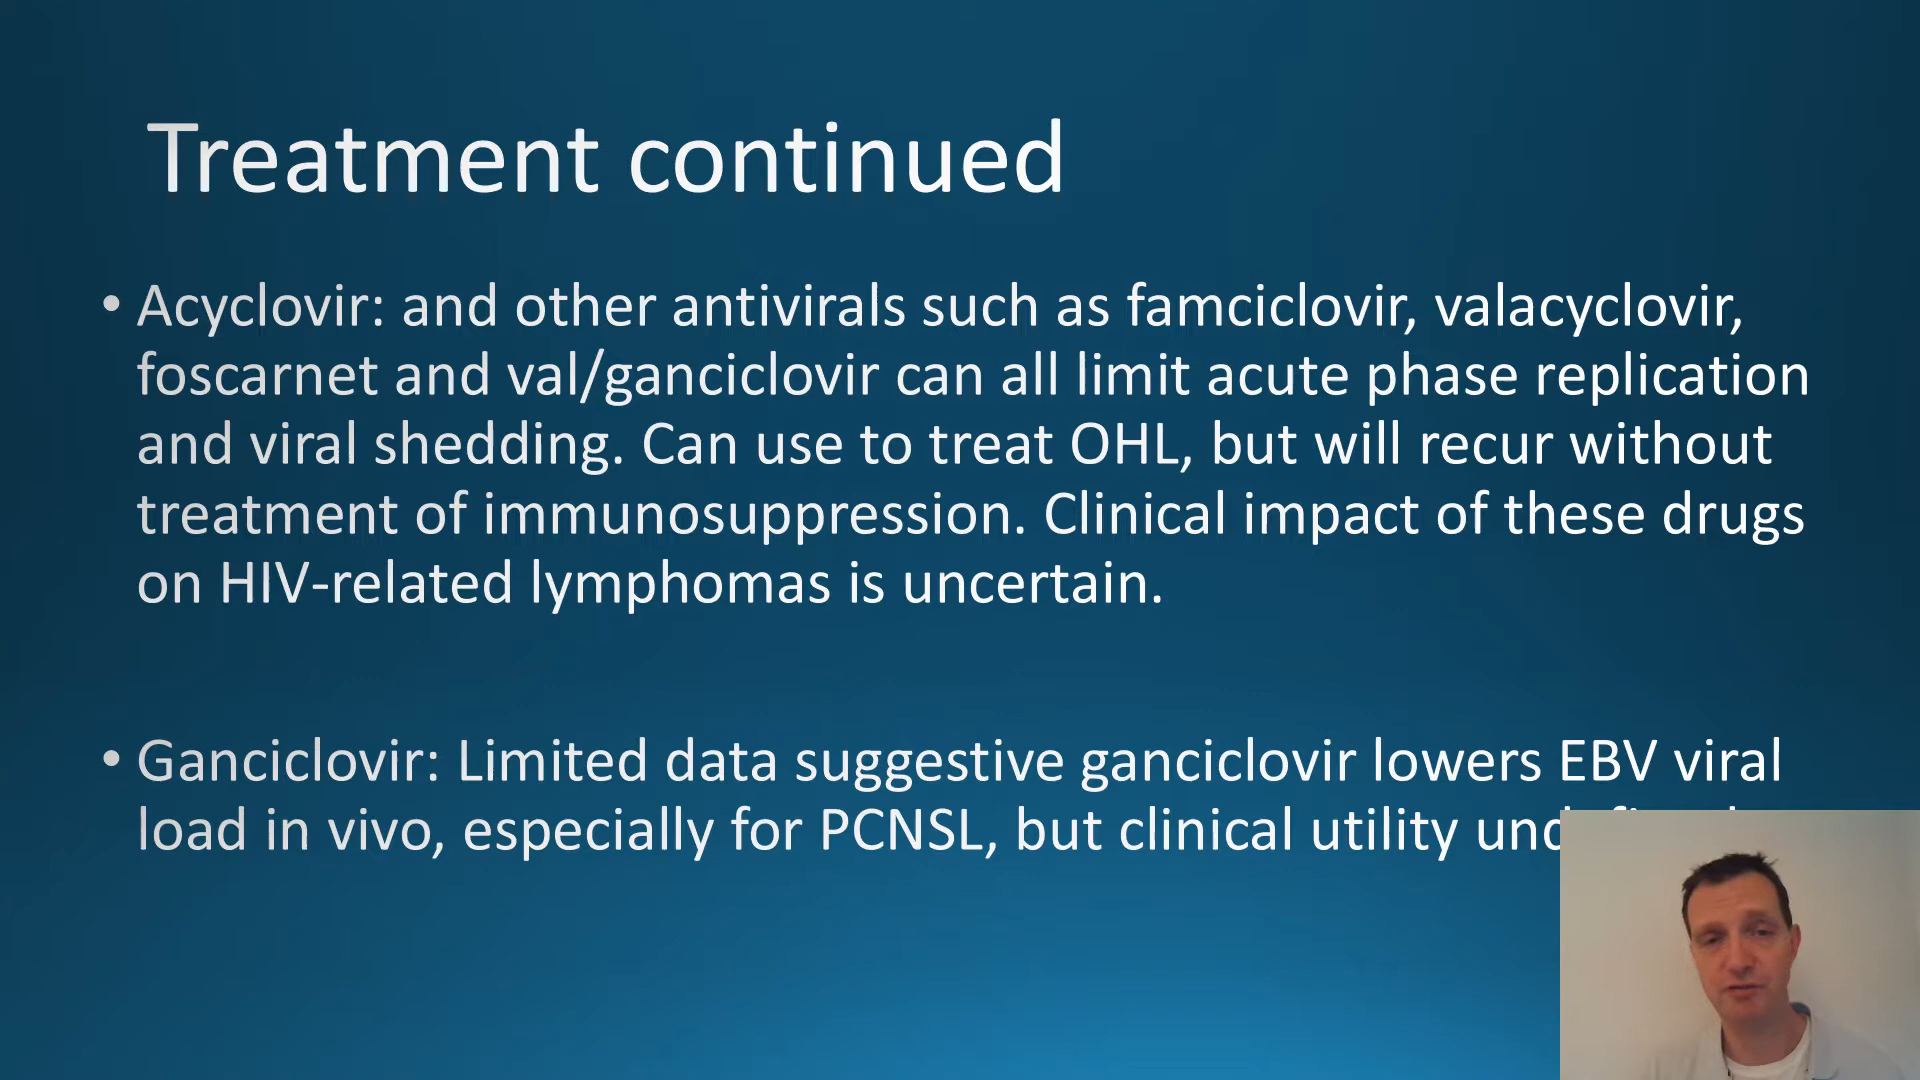 Treatment continued
• Acyclovir: and other antivirals such as famciclovir, valacyclovir,
foscarnet and val/ganciclovir can all limit acute phase replication
and viral shedding. Can use to treat OHL, but will recur without
treatment of immunosuppression. Clinical impact of these drugs
on HIV-related lymphomas is uncertain.
• Ganciclovir: Limited data suggestive ganciclovir lowers EBV viral
load in vivo, especially for PCNSL, but clinical utility